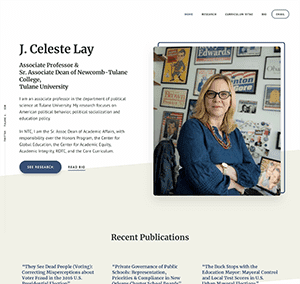 HOME
RESEARCH
CURRICULUM VITAE
BIO
EMAIL
J. Celeste Lay
Associate Professor &
Sr. Associate Dean of Newcomb-Tulane
College,
Tulane University
I am an associate professor in the department of political
science at Tulane University. My research focuses on
American political behavior, political socialization and
education policy.
In NTC, I am the Sr. Assoc Dean of Academic Affairs, with
responsibility over the Honors Program, the Center for
Global Education, the Center for Academic Equity,
Academic Integrity, ROTC, and the Core Curriculum.
SEE RESEARCH
READ BIO
Edwards
Recent Publications
"They See Dead People (Voting):
Correcting Misperceptions about
Voter Fraud in the 2016 U.S.
Presidential Election"
"Private Governance of Public
Schools: Representation,
Priorities & Compliance in New
Orleans Charter School Boards"
"The Buck Stops with the
Education Mayor: Mayoral Control
and Local Test Scores in U.S.
Urban Mayoral Elections"